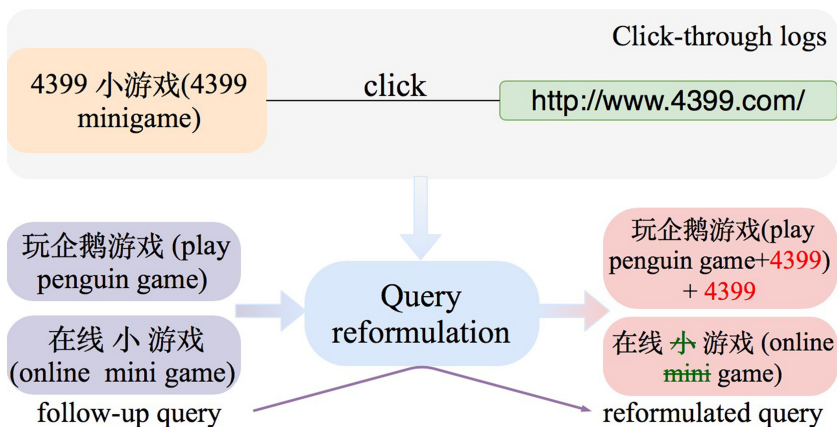 Click-through logs
4399 小游戏(4399
minigame)
click
http://www.4399.com/
玩企鹅游戏 (play
penguin game)
在线 小 游戏
(online mini game)
follow-up query
Query
reformulation
玩企鹅游戏(play
penguin game+4399)
+ 4399
在线 小 游戏 (online
mini game)
reformulated query